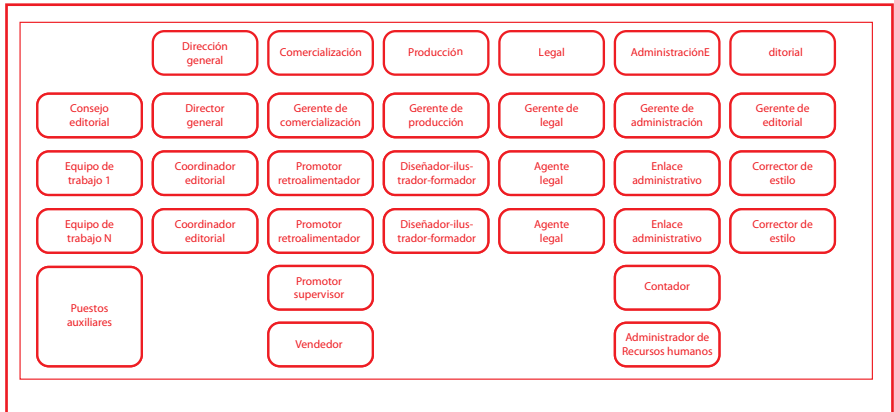 Dirección
general
Comercialización
Producción
Legal
AdministraciónE
ditorial
Consejo
editorial
Director
general
Gerente de
comercialización
Gerente de
producción
Gerente de
legal
Gerente de
administración
Gerente de
editorial
Equipo de
trabajo 1
Coordinador
editorial
Promotor
retroalimentador
Diseñador-ilus-
trador-formador
Agente
legal
Enlace
administrativo
Corrector de
estilo
Equipo de
trabajo N
Coordinador
editorial
Promotor
retroalimentador
Diseñador-ilus-
trador-formador
Agente
legal
Enlace
administrativo
Corrector de
estilo
Puestos
auxiliares
Promotor
supervisor
Contador
Vendedor
Administrador de
Recursos humanos